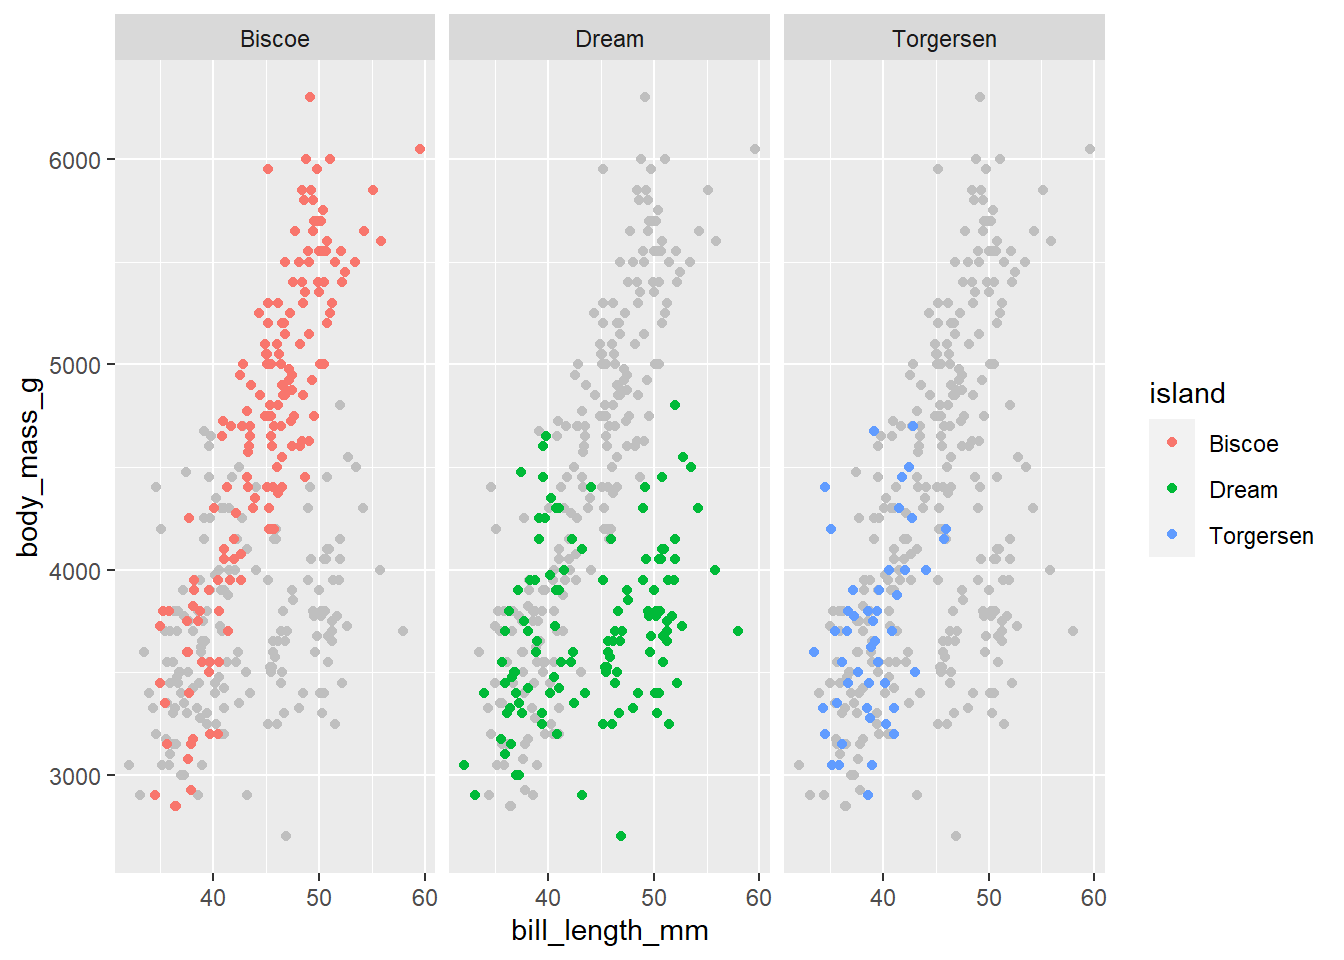 Biscoe Dream Torgersen
6000
5000
4000
3000
body_mass_g
40 50 60 40 50 60 40 50 60
bill_length_mm
island
Biscoe
Dream
Torgersen